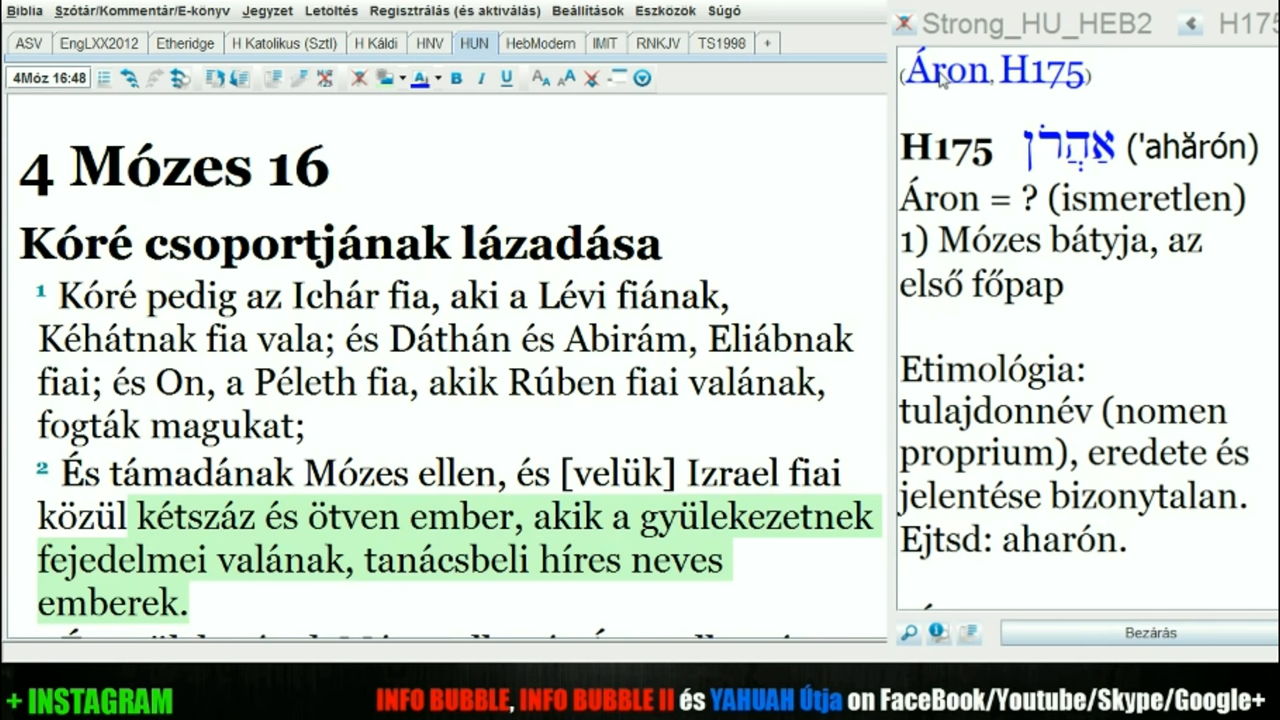 Biblia Szótár/Kommentár/E-könyv Jegyzet Letöltés Regisztrálás (és aktiválás) Beállítások Eszközök Súgó
ASV EngLXX2012 Etheridge H Katolikus (Sztl) H Káldi HNV HUN HebModern IMIT RNKJV TS1998 +
4Móz 16:48
4 Mózes 16
Kóré csoportjának lázadása
1 Kóré pedig az Ichár fia, aki a Lévi fiának,
Kéhátnak fia vala; és Dáthán és Abirám, Eliábnak
fiai; és On, a Péleth fia, akik Rúben fiai valának,
fogták magukat;
2 És támadának Mózes ellen, és [velük] Izrael fiai
közül kétszáz és ötven ember, akik a gyülekezetnek
fejedelmei valának, tanácsbeli híres neves
emberek.
Strong_HU_HEB2 H175
(Áron, H175)
H175 אַהֲרֹן ('ahărón)
Áron = ? (ismeretlen)
1) Mózes bátyja, az
első főpap
Etimológia:
tulajdonnév (nomen
proprium), eredete és
jelentése bizonytalan.
Ejtsd: aharón.
Bezárás
+ INSTAGRAM
INFO BUBBLE, INFO BUBBLE II és YAHUAH Útja on FaceBook/Youtube/Skype/Google+